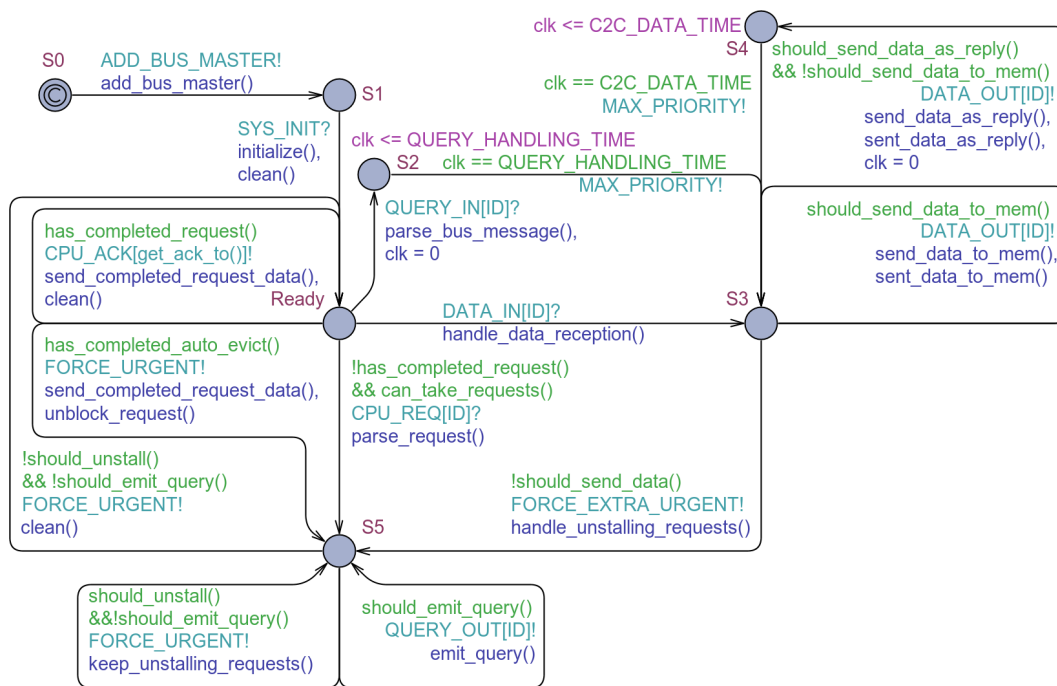 S0
ADD_BUS_MASTER!
add_bus_master()
C
S1
SYS_INIT?
initialize(),
clean()
clk <= QUERY_HANDLING_TIME
S2
clk == QUERY_HANDLING_TIME
MAX_PRIORITY!
QUERY_IN[ID]?
parse_bus_message(),
clk = 0
clk <= C2C_DATA_TIME
S4
clk == C2C_DATA_TIME
MAX_PRIORITY!
should_send_data_as_reply()
&& !should_send_data_to_mem()
DATA_OUT[ID]!
send_data_as_reply(),
sent_data_as_reply(),
clk = 0
should_send_data_to_mem()
DATA_OUT[ID]!
send_data_to_mem(),
sent_data_to_mem()
has_completed_request()
CPU_ACK[get_ack_to()]!
send_completed_request_data(),
clean()
Ready
DATA_IN[ID]?
handle_data_reception()
S3
has_completed_auto_evict()
FORCE_URGENT!
send_completed_request_data(),
unblock_request()
!has_completed_request()
&& can_take_requests()
CPU_REQ[ID]?
parse_request()
!should_unstall()
&& !should_emit_query()
FORCE_URGENT!
clean()
!should_send_data()
FORCE_EXTRA_URGENT!
handle_unstalling_requests()
S5
should_unstall()
&&!should_emit_query()
FORCE_URGENT!
keep_unstalling_requests()
should_emit_query()
QUERY_OUT[ID]!
emit_query()